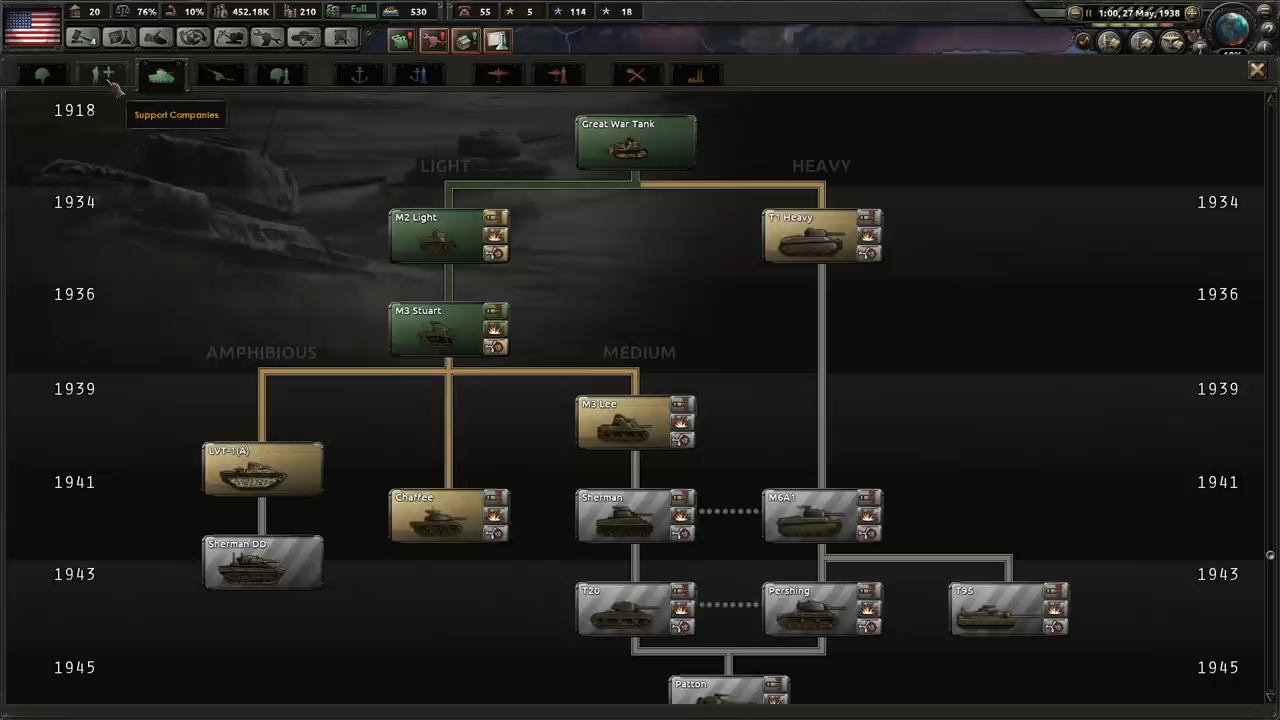 20 76% 10% 452.18K 210 Full 530 55 5 114 18 1:00, 27 May, 1938
4
Support Companies
1918
Great War Tank
LIGHT HEAVY
1934 1934
M2 Light T1 Heavy
1936 1936
M3 Stuart
AMPHIBIOUS MEDIUM
1939 1939
M3 Lee
LVT-1(A)
1941 1941
Chaffee Sherman M6A1
Sherman DD
1943 1943
T20 Pershing T95
1945 1945
Patton